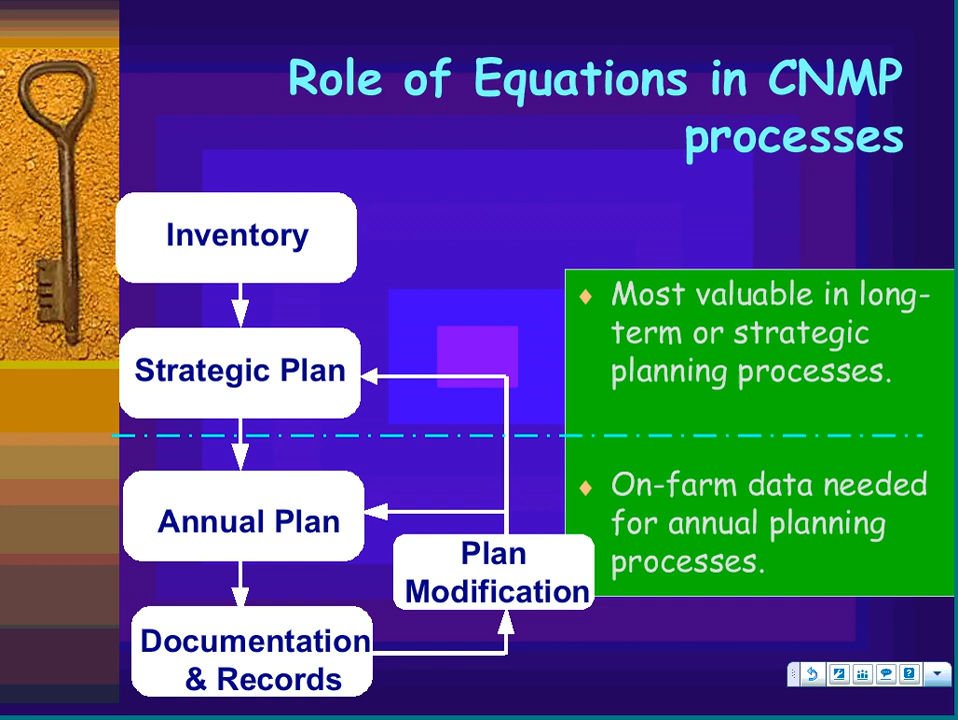 Role of Equations in CNMP
processes
Inventory
Strategic Plan
Annual Plan
Documentation
& Records
Plan
Modification
Most valuable in long-
term or strategic
planning processes.
On-farm data needed
for annual planning
processes.